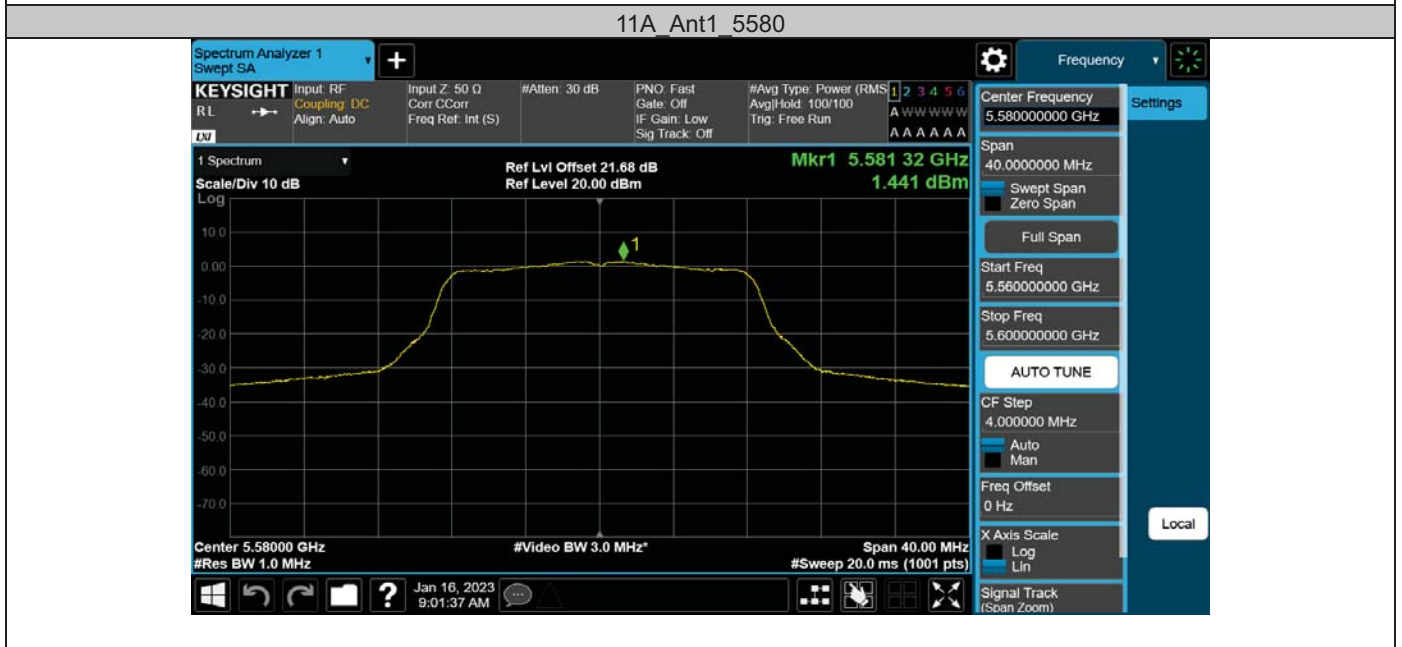 11A_Ant1_5580
Spectrum Analyzer 1
Swept SA
+
Frequency
KEYSIGHT
RL
LXI
Input: RF
Coupling: DC
Align: Auto
Input Z: 50 Ω
Corr CCorr
Freq Ref: Int (S)
#Atten: 30 dB
PNO: Fast
Gate: Off
IF Gain: Low
Sig Track: Off
#Avg Type: Power (RMS
Avg|Hold: 100/100
Trig: Free Run
1 2 3 4 5 6
A W W W W W
A A A A A A
Center Frequency
5.580000000 GHz
Settings
1 Spectrum
Scale/Div 10 dB
Log
Ref Lvl Offset 21.68 dB
Ref Level 20.00 dBm
Mkr1 5.581 32 GHz
1.441 dBm
Span
40.0000000 MHz
Swept Span
Zero Span
Full Span
Start Freq
5.560000000 GHz
Stop Freq
5.600000000 GHz
AUTO TUNE
CF Step
4.000000 MHz
Auto
Man
Freq Offset
0 Hz
X Axis Scale
Log
Lin
Signal Track
(Span Zoom)
Local
10.0
0.00
-10.0
-20.0
-30.0
-40.0
-50.0
-60.0
-70.0
1
Center 5.58000 GHz
#Res BW 1.0 MHz
#Video BW 3.0 MHz*
Span 40.00 MHz
#Sweep 20.0 ms (1001 pts)
?
Jan 16, 2023
9:01:37 AM